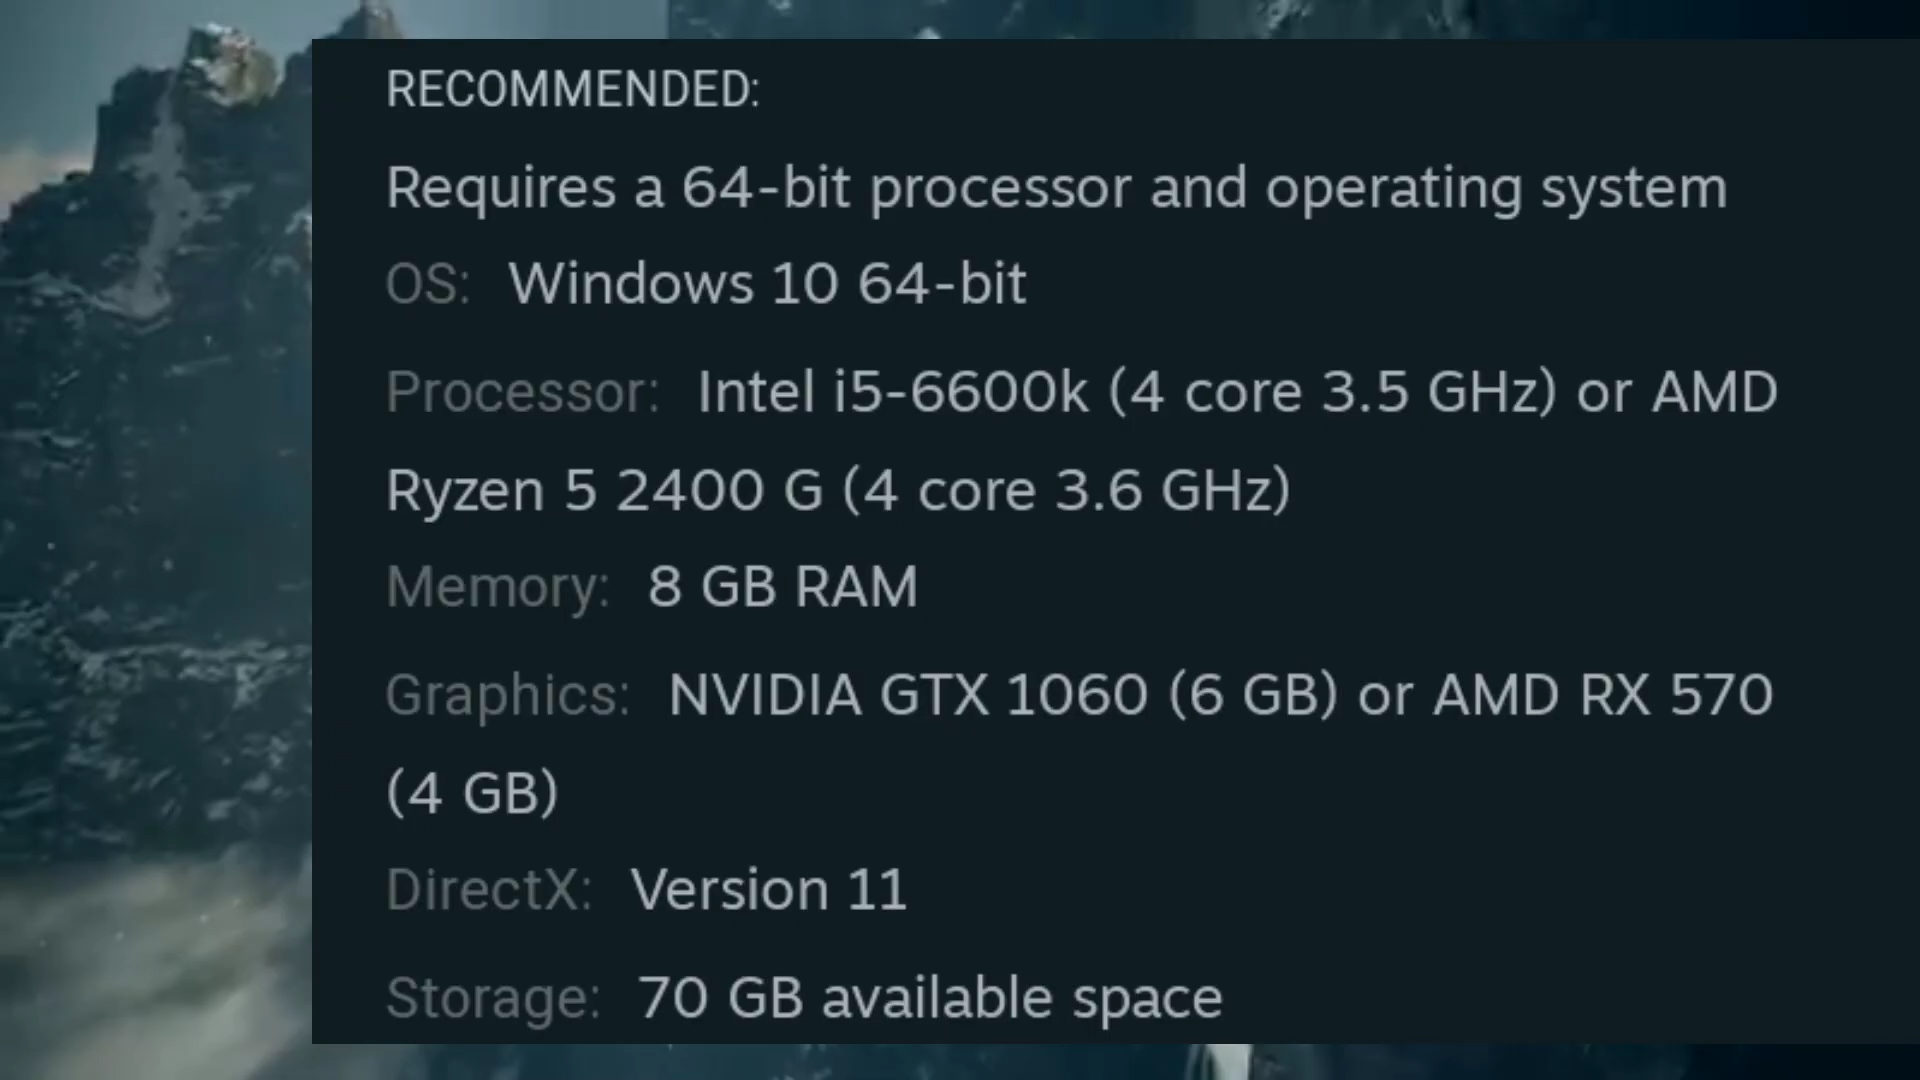 RECOMMENDED:
Requires a 64-bit processor and operating system
OS: Windows 10 64-bit
Processor: Intel i5-6600k (4 core 3.5 GHz) or AMD
Ryzen 5 2400 G (4 core 3.6 GHz)
Memory: 8 GB RAM
Graphics: NVIDIA GTX 1060 (6 GB) or AMD RX 570
(4 GB)
DirectX: Version 11
Storage: 70 GB available space